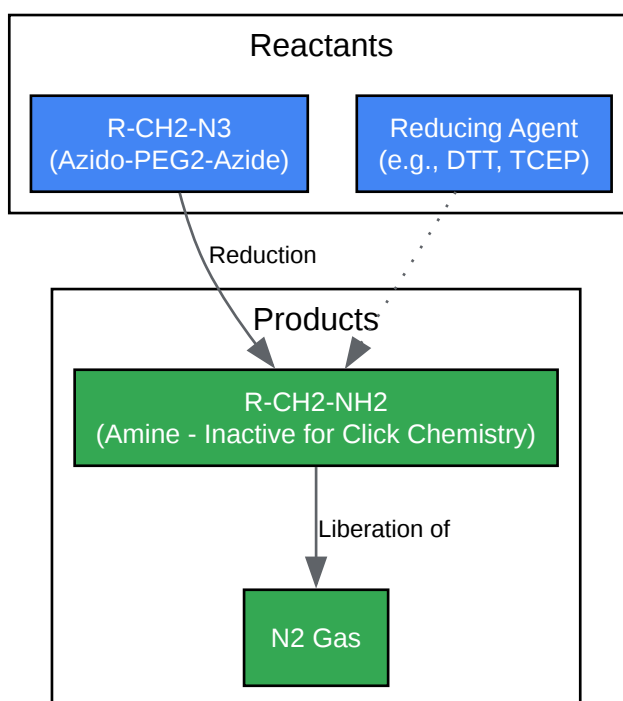 Reactants
R-CH2-N3
(Azido-PEG2-Azide)
Reducing Agent
(e.g., DTT, TCEP)
Reduction
Products
R-CH2-NH2
(Amine - Inactive for Click Chemistry)
Liberation of
N2 Gas